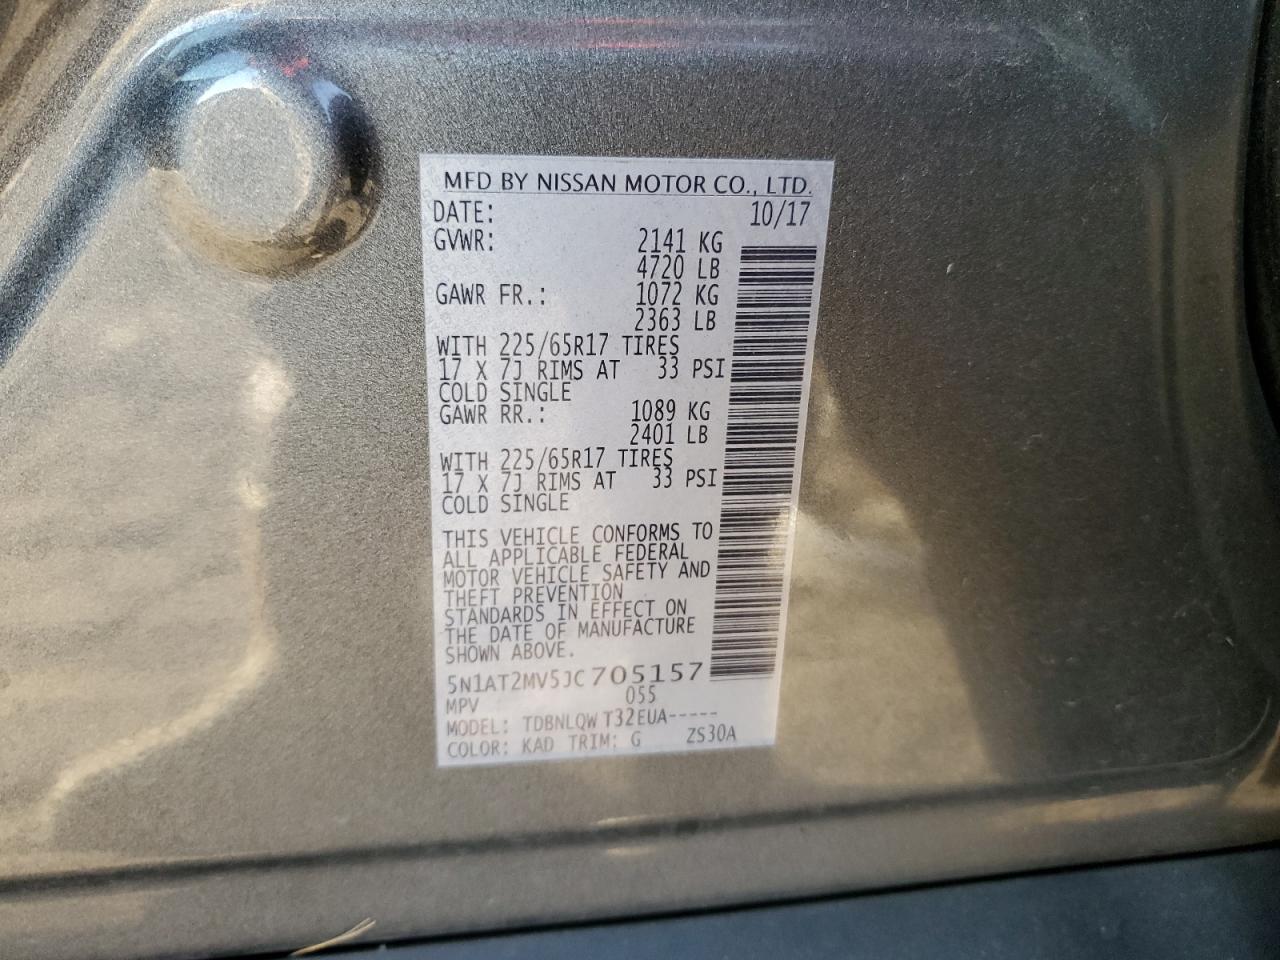 MFD BY NISSAN MOTOR CO., LTD.
DATE: 10/17
GVWR: 2141 KG
4720 LB
GAWR FR.: 1072 KG
2363 LB
WITH 225/65R17 TIRES
17 X 7J RIMS AT 33 PSI
COLD SINGLE
GAWR RR.: 1089 KG
2401 LB
WITH 225/65R17 TIRES
17 X 7J RIMS AT 33 PSI
COLD SINGLE
THIS VEHICLE CONFORMS TO
ALL APPLICABLE FEDERAL
MOTOR VEHICLE SAFETY AND
THEFT PREVENTION
STANDARDS IN EFFECT ON
THE DATE OF MANUFACTURE
SHOWN ABOVE.
5N1AT2MV5JC705157
MPV 055
MODEL: TDBNLQW T32EUA-----
COLOR: KAD TRIM: G ZS30A